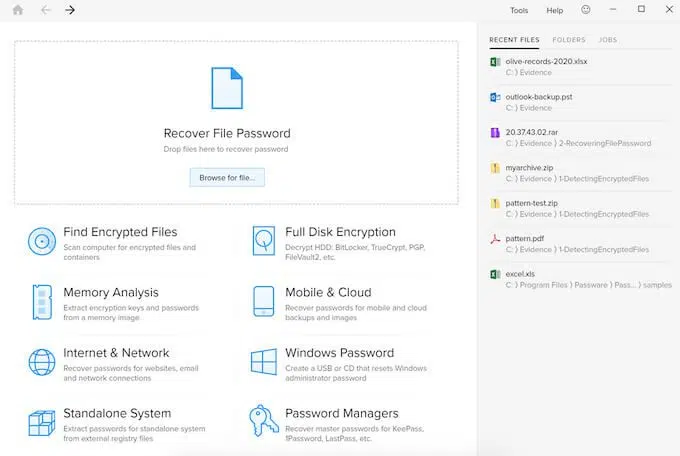 Tools Help
RECENT FILES FOLDERS JOBS
Recover File Password
Drop files here to recover password
Browse for file...
Find Encrypted Files
Scan computer for encrypted files and
containers
Full Disk Encryption
Decrypt HDD: BitLocker, TrueCrypt, PGP,
FileVault2, etc.
Memory Analysis
Extract encryption keys and passwords
from a memory image
Mobile & Cloud
Recover passwords for mobile and cloud
backups and images
Internet & Network
Recover passwords for websites, email
and network connections
Windows Password
Create a USB or CD that resets Windows
administrator password
Standalone System
Extract passwords for standalone system
from external registry files
Password Managers
Recover master passwords for KeePass,
1Password, LastPass, etc.
olive-records-2020.xlsx
C: ⟩ Evidence
outlook-backup.pst
C: ⟩ Evidence
20.37.43.02.rar
C: ⟩ Evidence ⟩ 2-RecoveringFilePassword
myarchive.zip
C: ⟩ Evidence ⟩ 1-DetectingEncryptedFiles
pattern-test.zip
C: ⟩ Evidence ⟩ 1-DetectingEncryptedFiles
pattern.pdf
C: ⟩ Evidence ⟩ 1-DetectingEncryptedFiles
excel.xls
C: ⟩ Program Files ⟩ Passware ⟩ Pass... ⟩ samples